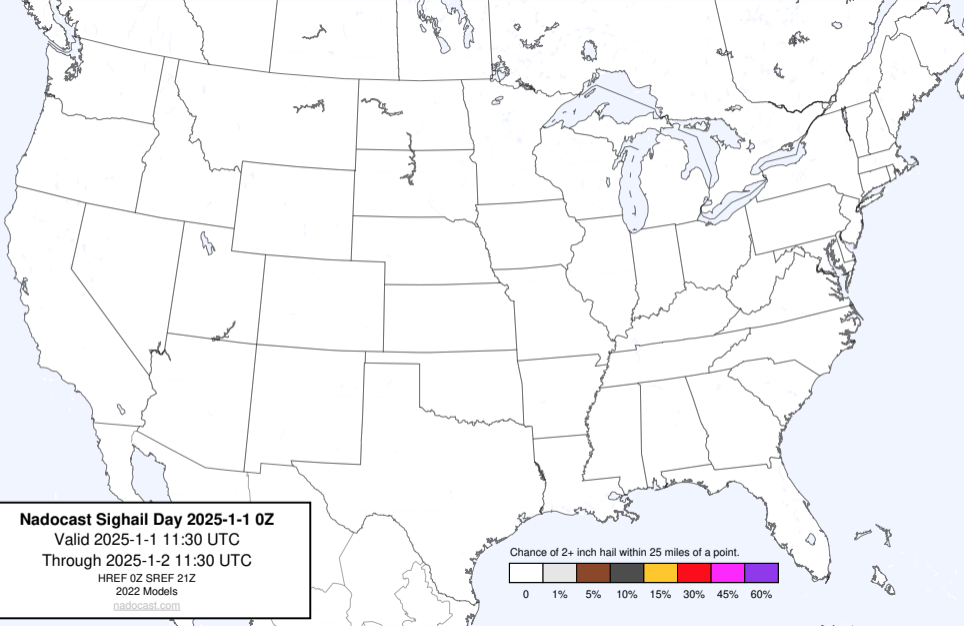 Nadocast Sighail Day 2025-1-1 0Z
Valid 2025-1-1 11:30 UTC
Through 2025-1-2 11:30 UTC
HREF 0Z SREF 21Z
2022 Models
nadocast.com
Chance of 2+ inch hail within 25 miles of a point.
0 1% 5% 10% 15% 30% 45% 60%